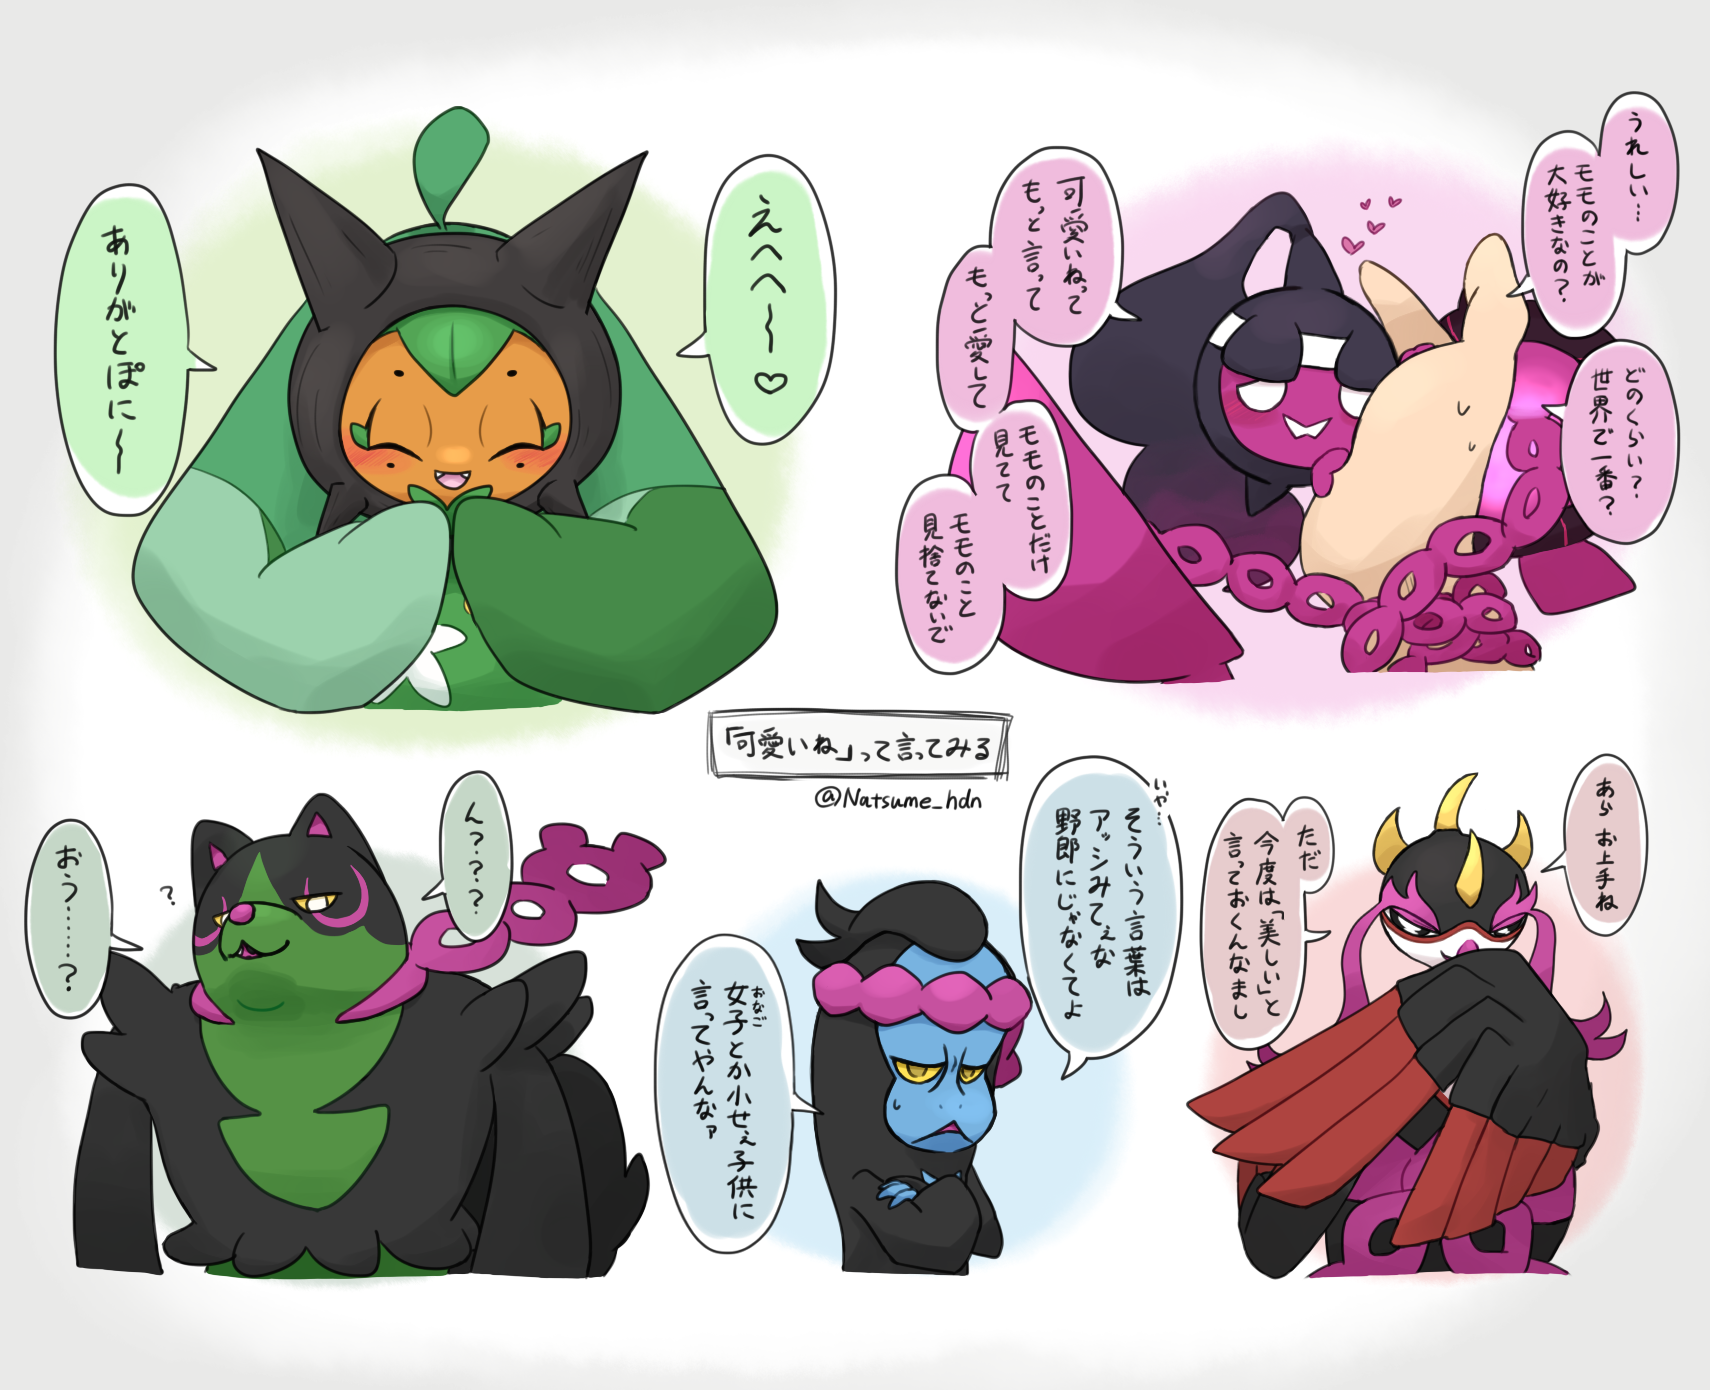 えへへ〜♡
ありがとぽに〜
うれしい…
モモのことが
大好きなの?
どのくらい?
世界で一番?
可愛いねって
もっと言って
もっと愛して
モモのことだけ
見てて
モモのこと
見捨てないで
「可愛いね」って言ってみる
@Natsume_hdn
ん???
おう………?
?
いや…
そういう言葉は
アッシみてぇな
野郎にじゃなくてよ
おなご
女子とか小せぇ子供に
言ってやんなァ
あら お上手ね
ただ
今度は「美しい」と
言っておくんなまし